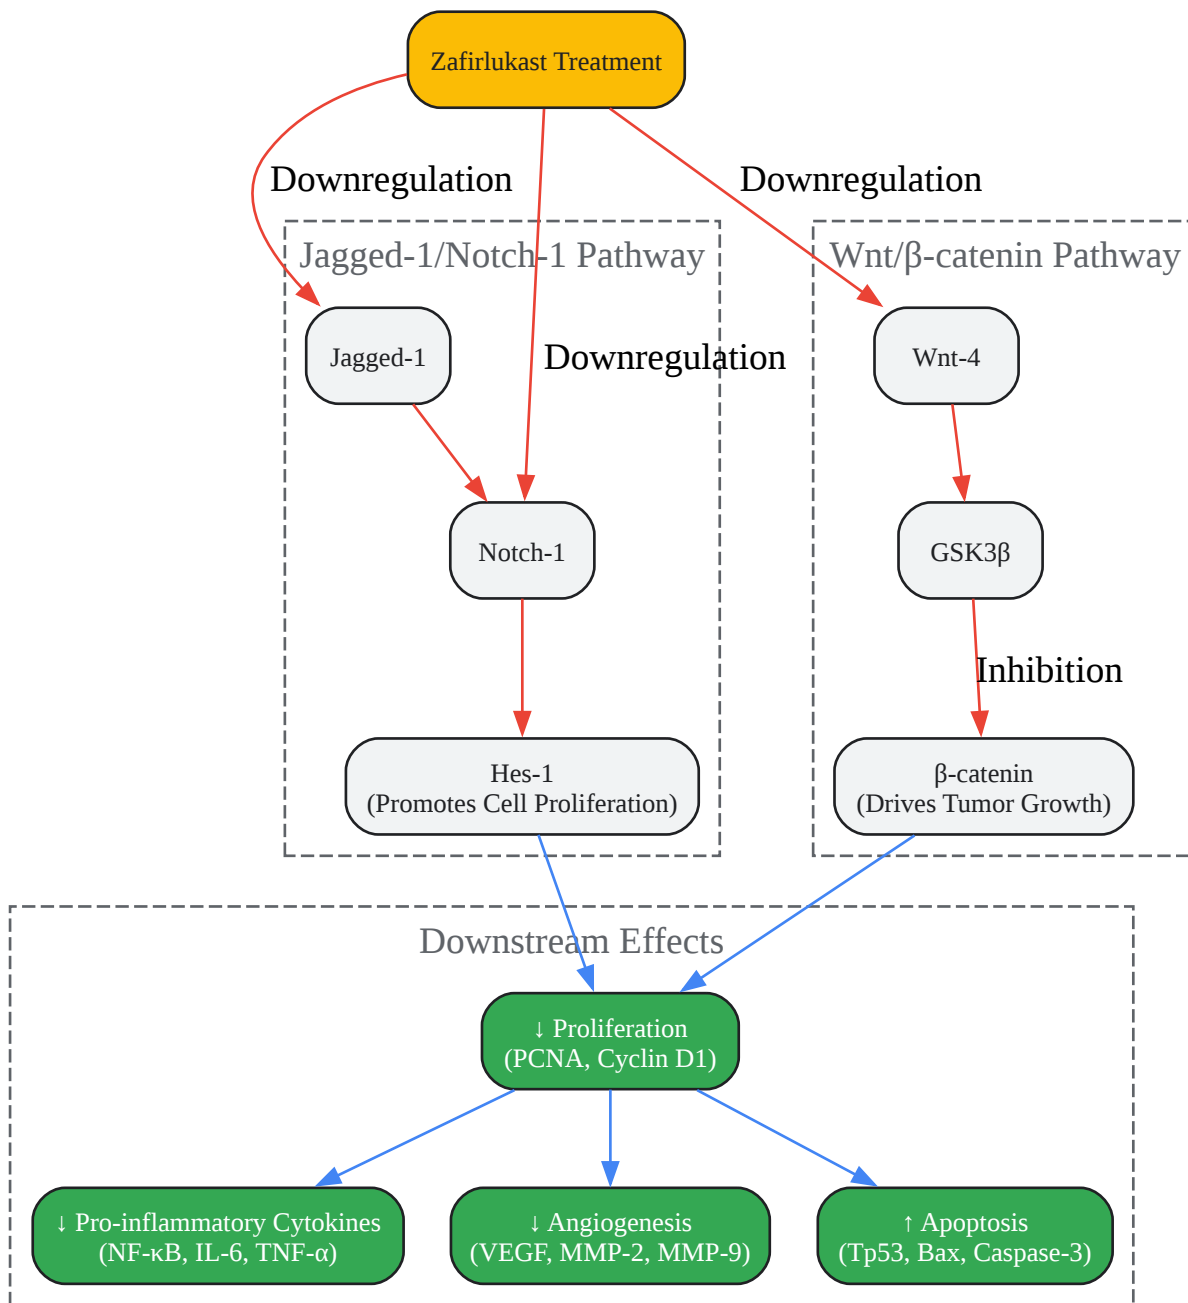 Zafirlukast Treatment
Downregulation
Downregulation
Jagged-1/Notch-1 Pathway
Wnt/β-catenin Pathway
Jagged-1
Downregulation
Wnt-4
Notch-1
GSK3β
Inhibition
Hes-1
(Promotes Cell Proliferation)
β-catenin
(Drives Tumor Growth)
Downstream Effects
↓ Proliferation
(PCNA, Cyclin D1)
↓ Pro-inflammatory Cytokines
(NF-κB, IL-6, TNF-α)
↓ Angiogenesis
(VEGF, MMP-2, MMP-9)
↑ Apoptosis
(Tp53, Bax, Caspase-3)